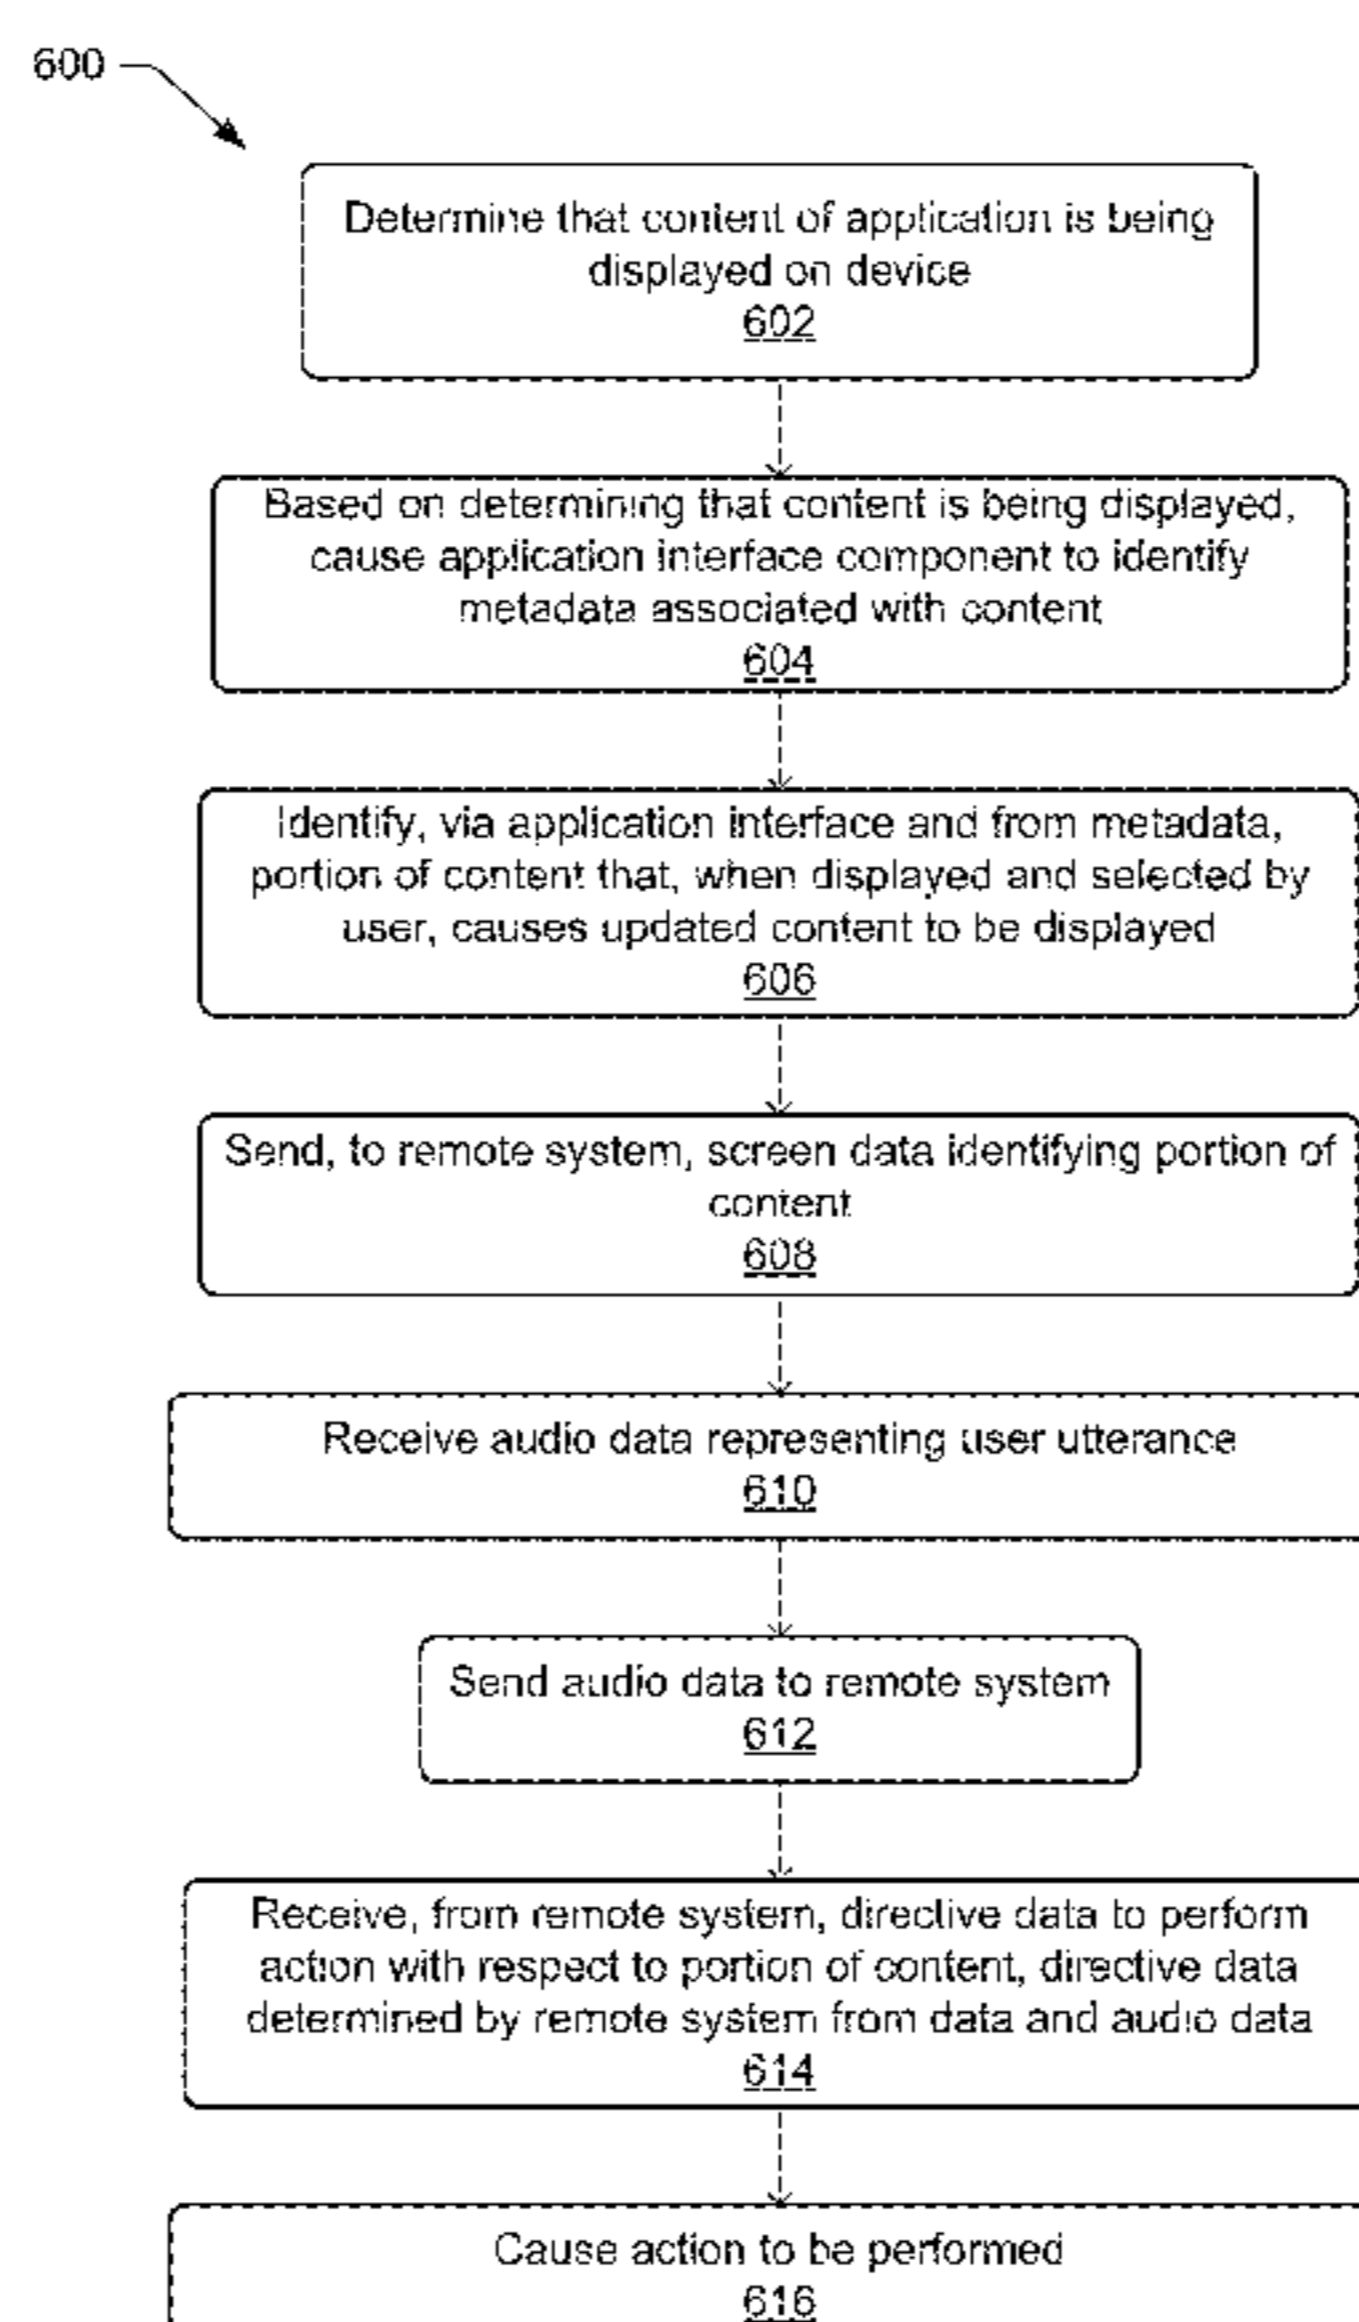 600
Determine that content of application is being
displayed on device
602
Based on determining that content is being displayed,
cause application interface component to identify
metadata associated with content
604
Identify, via application interface and from metadata,
portion of content that, when displayed and selected by
user, causes updated content to be displayed
606
Send, to remote system, screen data identifying portion of
content
608
Receive audio data representing user utterance
610
Send audio data to remote system
612
Receive, from remote system, directive data to perform
action with respect to portion of content, directive data
determined by remote system from data and audio data
614
Cause action to be performed
616